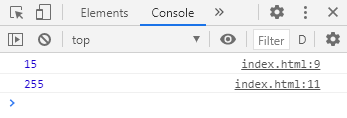 Elements Console »
top Filter D
15 index.html:9
255 index.html:11